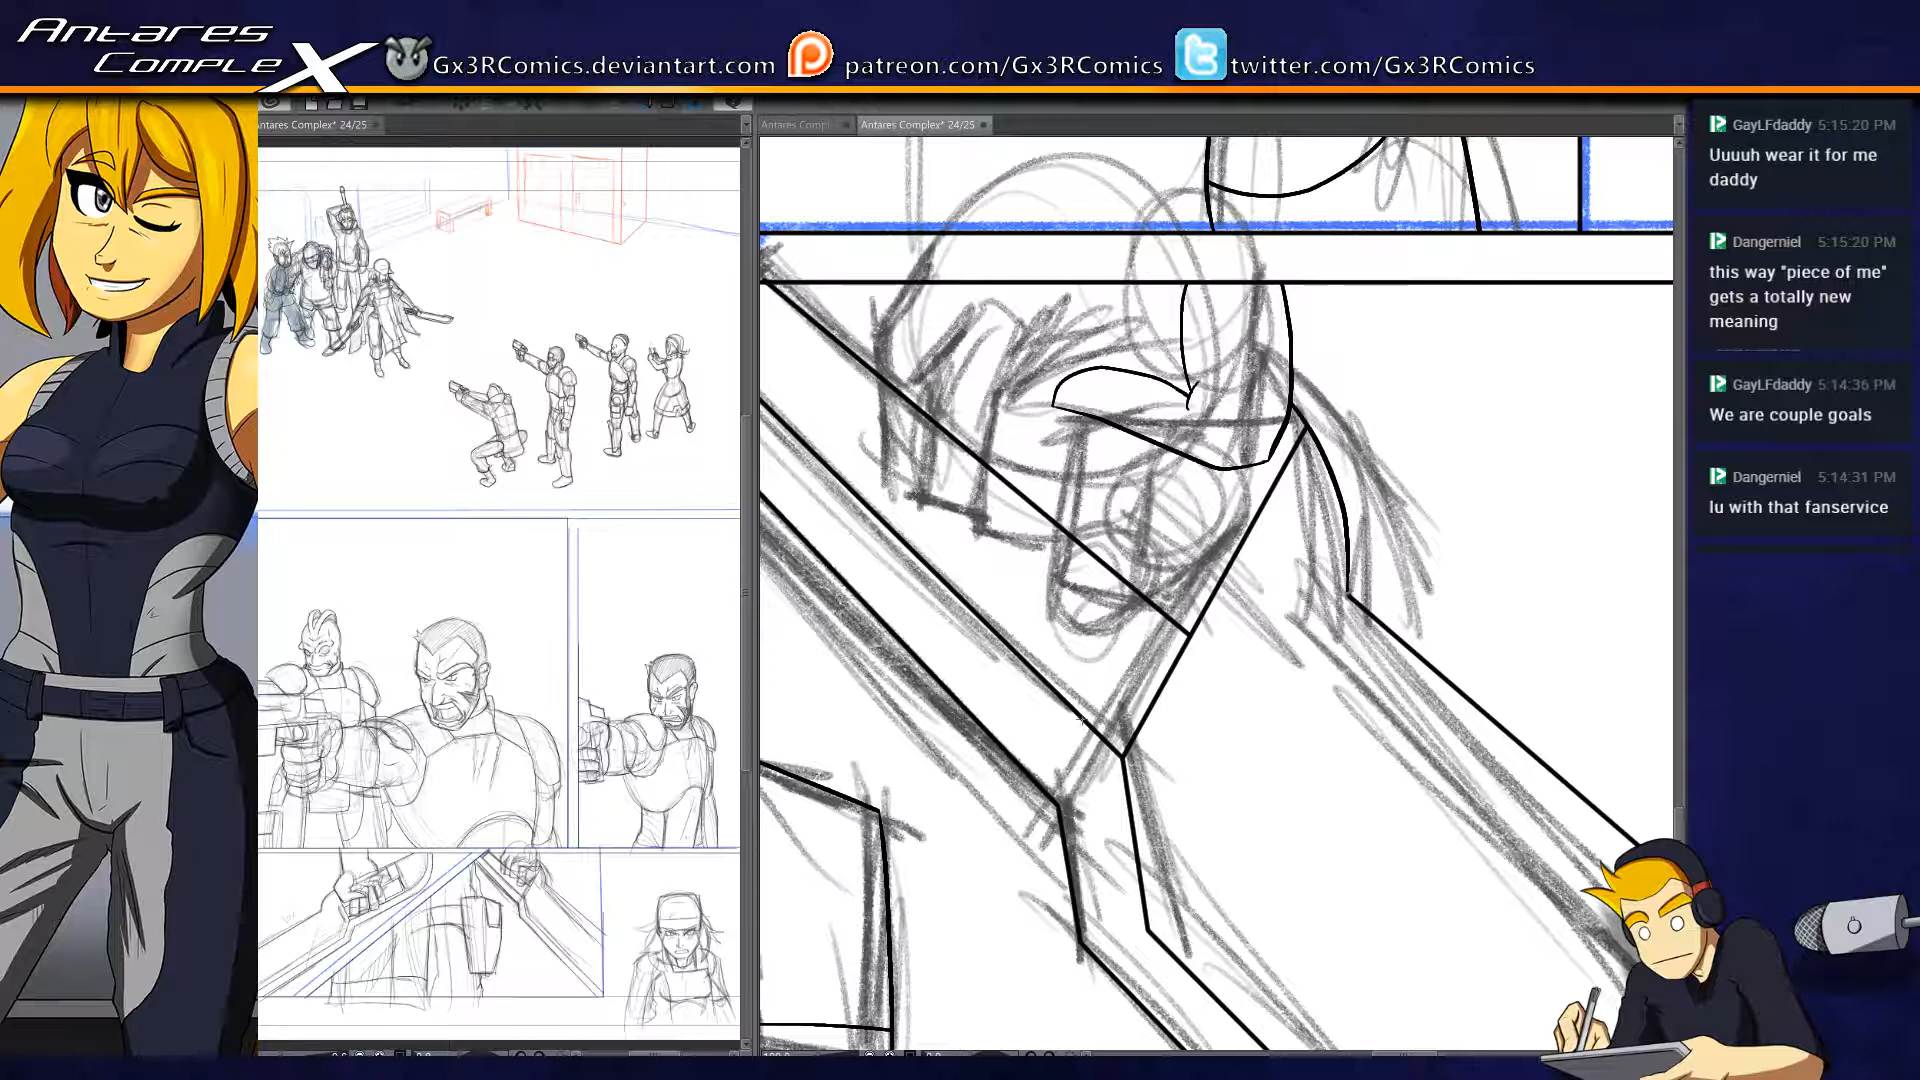 Antares
Complex
Gx3RComics.deviantart.com
patreon.com/Gx3RComics
twitter.com/Gx3RComics
Antares Complex* 24/25
Antares Compl
Antares Complex* 24/25
GayLFdaddy 5:15:20 PM
Uuuuh wear it for me
daddy
Dangerniel 5:15:20 PM
this way "piece of me"
gets a totally new
meaning
GayLFdaddy 5:14:36 PM
We are couple goals
Dangerniel 5:14:31 PM
lu with that fanservice